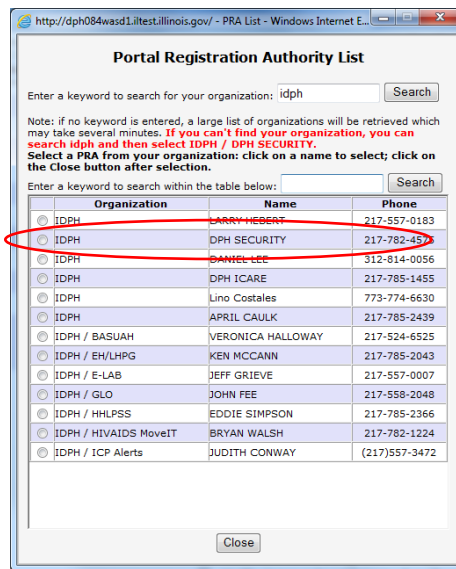 http://dph084wasd1.iltest.illinois.gov/ - PRA List - Windows Internet E...
Portal Registration Authority List
Enter a keyword to search for your organization: idph Search
Note: if no keyword is entered, a large list of organizations will be retrieved which
may take several minutes. If you can't find your organization, you can
search idph and then select IDPH / DPH SECURITY.
Select a PRA from your organization: click on a name to select; click on
the Close button after selection.
Enter a keyword to search within the table below: Search
Organization Name Phone
IDPH LARRY HEBERT 217-557-0183
IDPH DPH SECURITY 217-782-4575
IDPH DANIEL LEE 312-814-0056
IDPH DPH ICARE 217-785-1455
IDPH Lino Costales 773-774-6630
IDPH APRIL CAULK 217-785-2439
IDPH / BASUAH VERONICA HALLOWAY 217-524-6525
IDPH / EH/LHPG KEN MCCANN 217-785-2043
IDPH / E-LAB JEFF GRIEVE 217-557-0007
IDPH / GLO JOHN FEE 217-558-2048
IDPH / HHLPSS EDDIE SIMPSON 217-785-2366
IDPH / HIVAIDS MoveIT BRYAN WALSH 217-782-1224
IDPH / ICP Alerts JUDITH CONWAY (217)557-3472
Close